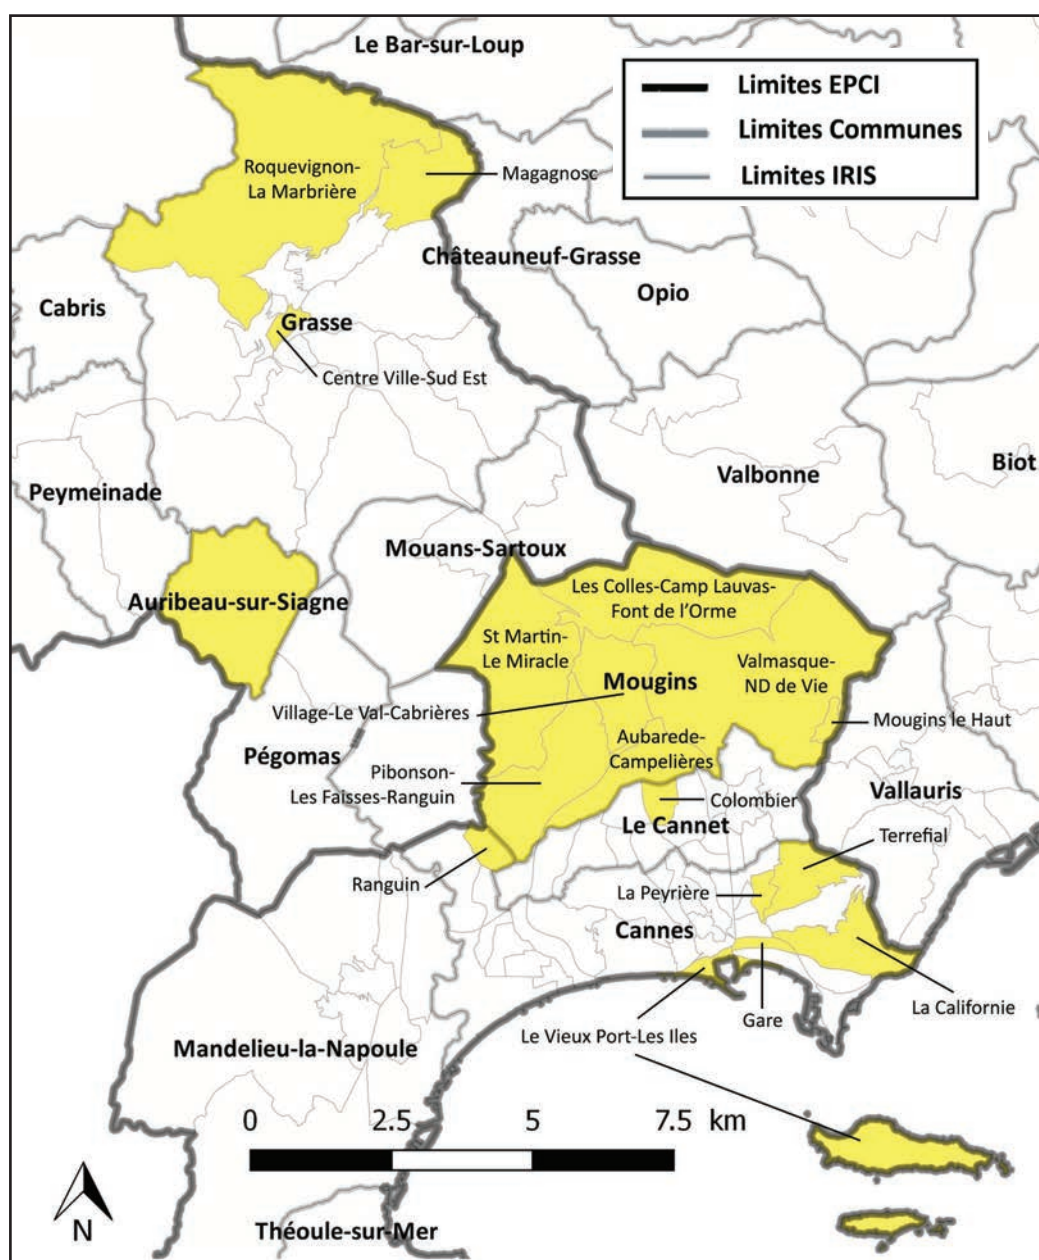 Le Bar-sur-Loup
Limites EPCI
Limites Communes
Limites IRIS
Roquevignon-
La Marbrière
Magagnosc
Châteauneuf-Grasse
Opio
Cabris
Grasse
Centre Ville-Sud Est
Valbonne
Biot
Peymeinade
Mouans-Sartoux
Auribeau-sur-Siagne
Les Colles-Camp Lauvas-
Font de l'Orme
St Martin-
Le Miracle
Mougins
Valmasque-
ND de Vie
Village-Le Val-Cabrières
Mougins le Haut
Pégomas
Aubarede-
Campelières
Pibonson-
Les Faïsses-Ranguin
Colombier
Vallauris
Le Cannet
Terrefial
Ranguin
La Peyrière
Cannes
La Californie
Gare
Le Vieux Port-Les Iles
Mandelieu-la-Napoule
0 2.5 5 7.5 km
N
Théoule-sur-Mer